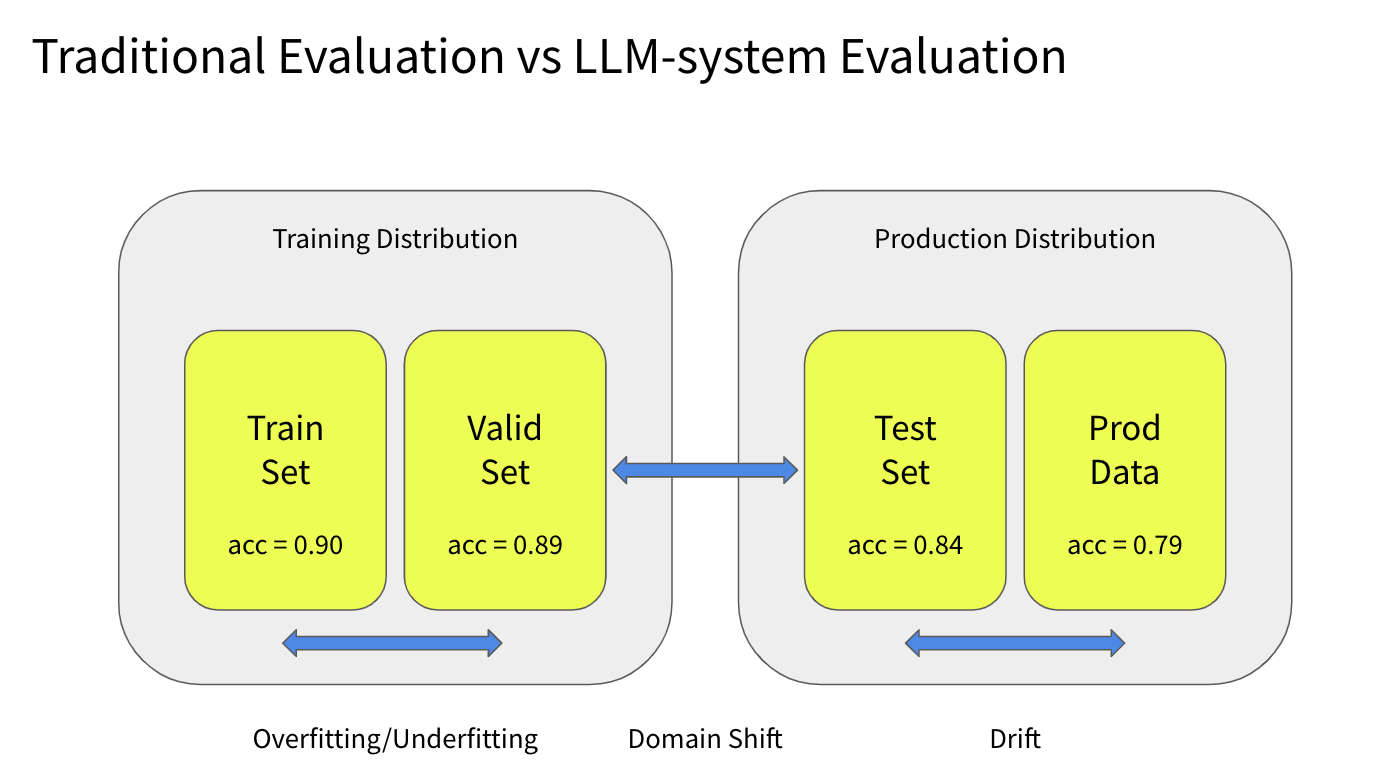 Traditional Evaluation vs LLM-system Evaluation
Training Distribution
Train
Set
acc = 0.90
Valid
Set
acc = 0.89
Production Distribution
Test
Set
acc = 0.84
Prod
Data
acc = 0.79
Overfitting/Underfitting
Domain Shift
Drift